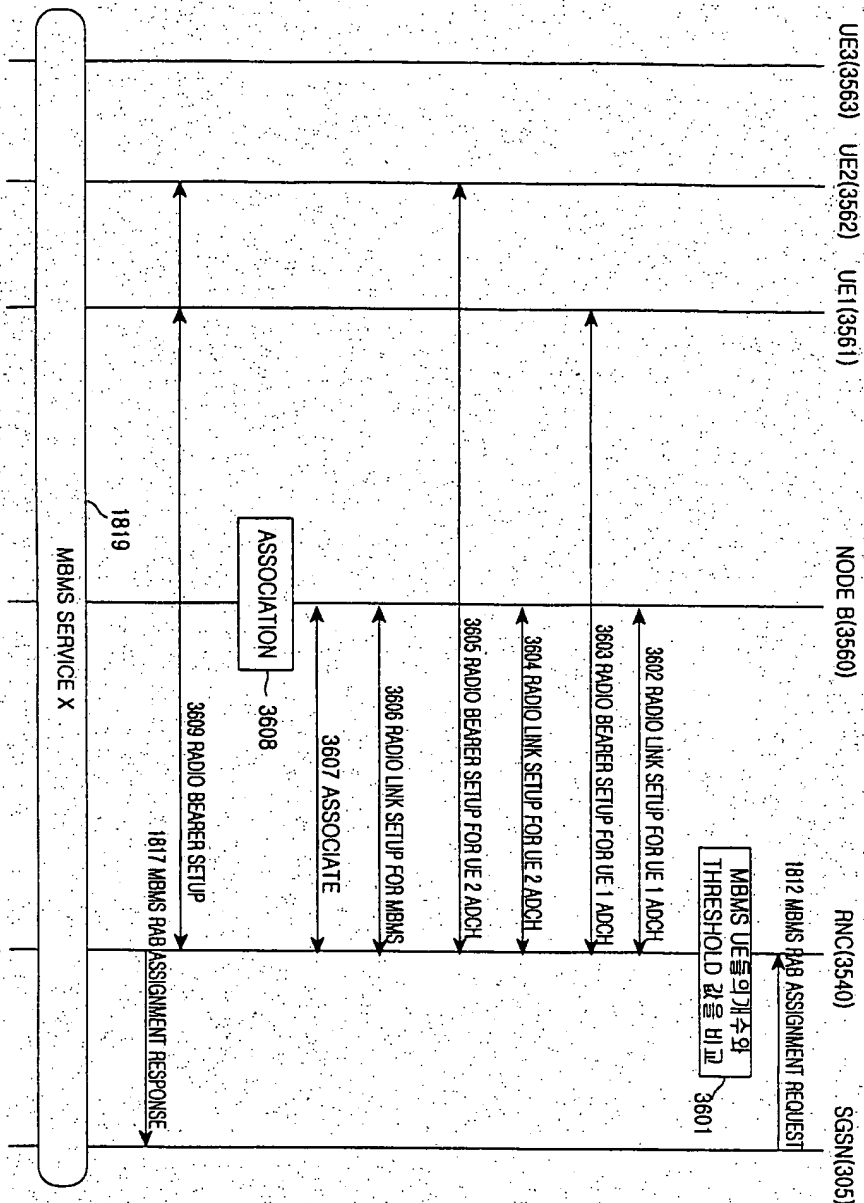 UE3(3563)
UE2(3562)
UE1(3561)
NODE B(3560)
RNC(3540)
SGSN(305)
1812 MBMS RAB ASSIGNMENT REQUEST
MBMS UE들의개수와
THRESHOLD 값을 비교
3601
3602 RADIO LINK SETUP FOR UE 1 ADCH
3603 RADIO BEARER SETUP FOR UE 1 ADCH
3604 RADIO LINK SETUP FOR UE 2 ADCH
3605 RADIO BEARER SETUP FOR UE 2 ADCH
3606 RADIO LINK SETUP FOR MBMS
3607 ASSOCIATE
ASSOCIATION
3608
3609 RADIO BEARER SETUP
1817 MBMS RAB ASSIGNMENT RESPONSE
1819
MBMS SERVICE X